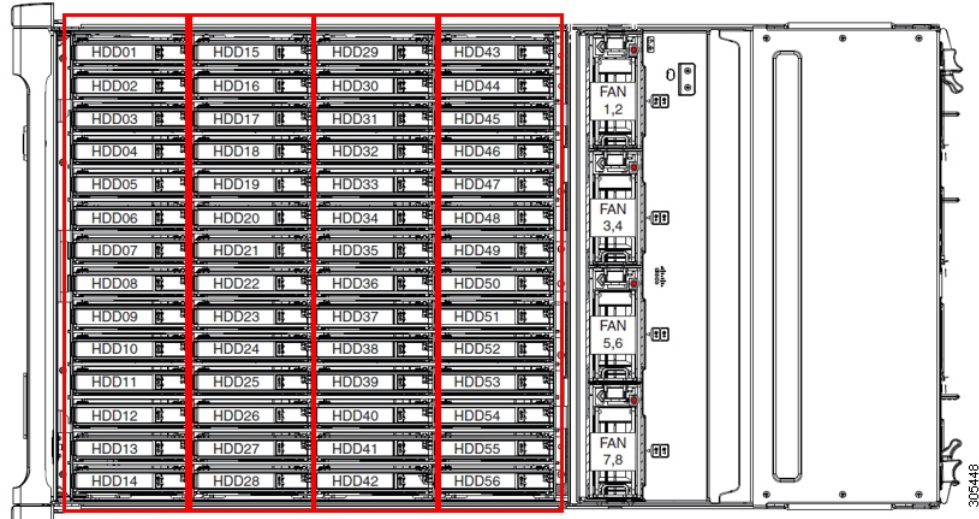 HDD01 HDD15 HDD29 HDD43
HDD02 HDD16 HDD30 HDD44
HDD03 HDD17 HDD31 HDD45
HDD04 HDD18 HDD32 HDD46
HDD05 HDD19 HDD33 HDD47
HDD06 HDD20 HDD34 HDD48
HDD07 HDD21 HDD35 HDD49
HDD08 HDD22 HDD36 HDD50
HDD09 HDD23 HDD37 HDD51
HDD10 HDD24 HDD38 HDD52
HDD11 HDD25 HDD39 HDD53
HDD12 HDD26 HDD40 HDD54
HDD13 HDD27 HDD41 HDD55
HDD14 HDD28 HDD42 HDD56
FAN
1,2
FAN
3,4
FAN
5,6
FAN
7,8
305448